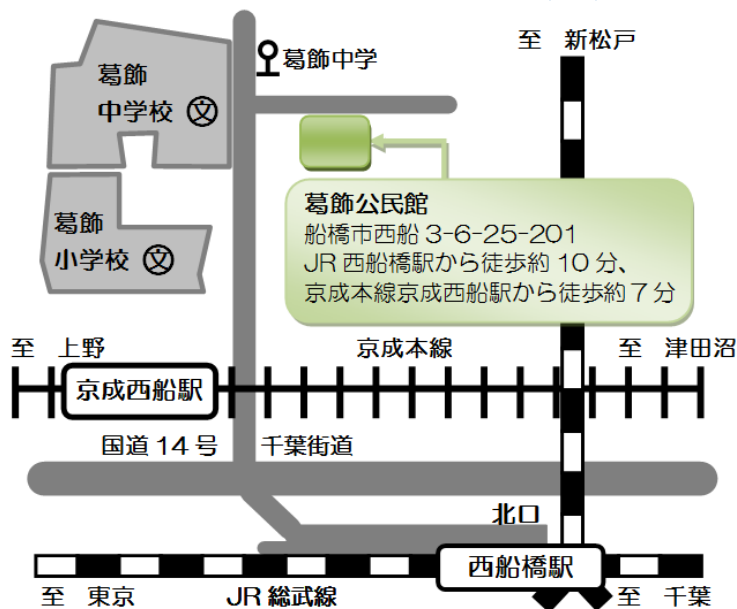 至 新松戸
葛飾中学
葛飾
中学校 文
葛飾公民館
船橋市西船 3-6-25-201
JR 西船橋駅から徒歩約 10 分、
京成本線京成西船駅から徒歩約 7 分
葛飾
小学校 文
至 上野
京成本線
至 津田沼
京成西船駅
国道 14 号
千葉街道
北口
西船橋駅
至 東京
JR 総武線
至 千葉